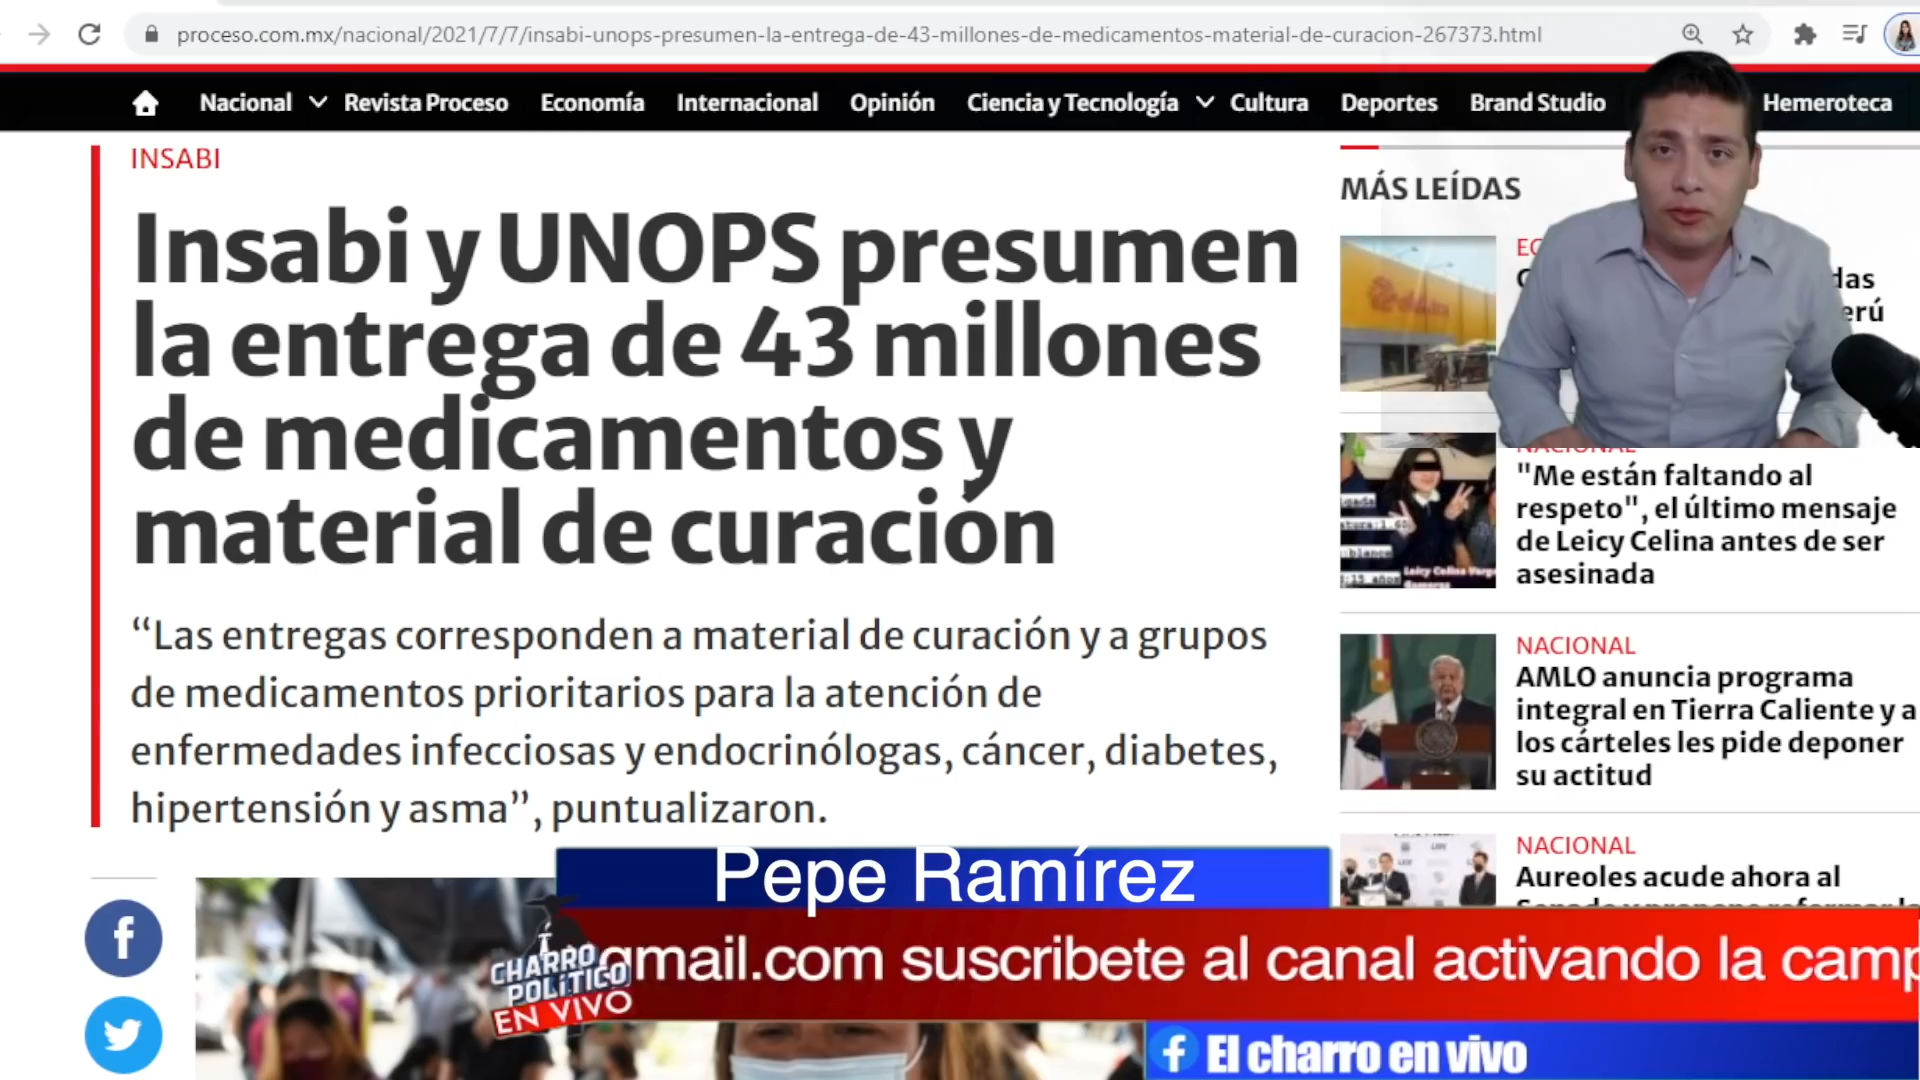 proceso.com.mx/nacional/2021/7/7/insabi-unops-presumen-la-entrega-de-43-millones-de-medicamentos-material-de-curacion-267373.html
Nacional Revista Proceso Economía Internacional Opinión Ciencia y Tecnología Cultura Deportes Brand Studio Hemeroteca
INSABI
Insabi y UNOPS presumen
la entrega de 43 millones
de medicamentos y
material de curación
“Las entregas corresponden a material de curación y a grupos
de medicamentos prioritarios para la atención de
enfermedades infecciosas y endocrinólogas, cáncer, diabetes,
hipertensión y asma”, puntualizaron.
MÁS LEÍDAS
NACIONAL
"Me están faltando al
respeto", el último mensaje
de Leicy Celina antes de ser
asesinada
NACIONAL
AMLO anuncia programa
integral en Tierra Caliente y a
los cárteles les pide deponer
su actitud
NACIONAL
Aureoles acude ahora al
Pepe Ramírez
gmail.com suscribete al canal activando la camp
CHARRO
POLÍTICO
EN VIVO
El charro en vivo